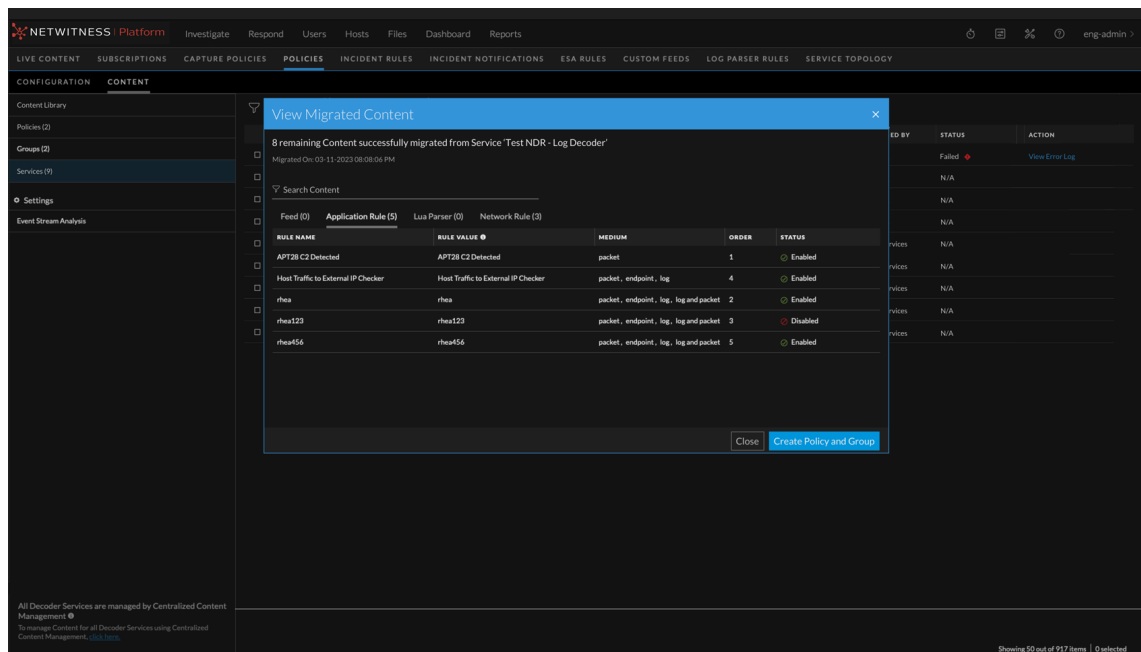 NETWITNESS | Platform Investigate Respond Users Hosts Files Dashboard Reports eng-admin >
LIVE CONTENT SUBSCRIPTIONS CAPTURE POLICIES POLICIES INCIDENT RULES INCIDENT NOTIFICATIONS ESA RULES CUSTOM FEEDS LOG PARSER RULES SERVICE TOPOLOGY
CONFIGURATION CONTENT
Content Library
Policies (2)
Groups (2)
Services (9)
Settings
Event Stream Analysis
All Decoder Services are managed by Centralized Content
Management
To manage Content for all Decoder Services using Centralized
Content Management, click here.
View Migrated Content ×
8 remaining Content successfully migrated from Service 'Test NDR - Log Decoder'
Migrated On: 03-11-2023 08:08:06 PM
Search Content
Feed (0) Application Rule (5) Lua Parser (0) Network Rule (3)
RULE NAME RULE VALUE MEDIUM ORDER STATUS
APT28 C2 Detected APT28 C2 Detected packet 1 Enabled
Host Traffic to External IP Checker Host Traffic to External IP Checker packet, endpoint, log 4 Enabled
rhea rhea packet, endpoint, log, log and packet 2 Enabled
rhea123 rhea123 packet, endpoint, log, log and packet 3 Disabled
rhea456 rhea456 packet, endpoint, log, log and packet 5 Enabled
Close Create Policy and Group
ED BY STATUS ACTION
Failed View Error Log
N/A
N/A
N/A
rvices N/A
rvices N/A
rvices N/A
rvices N/A
rvices N/A
Showing 50 out of 917 items | 0 selected